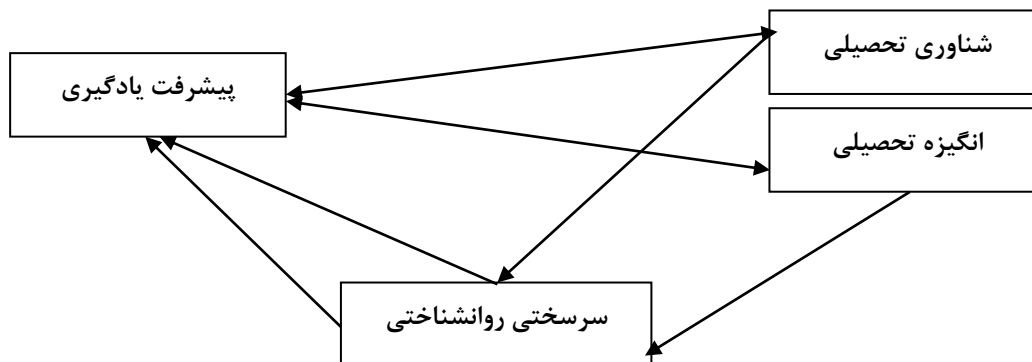 شناوری تحصیلی
پیشرفت یادگیری
انگیزه تحصیلی
سرسختی روانشناختی